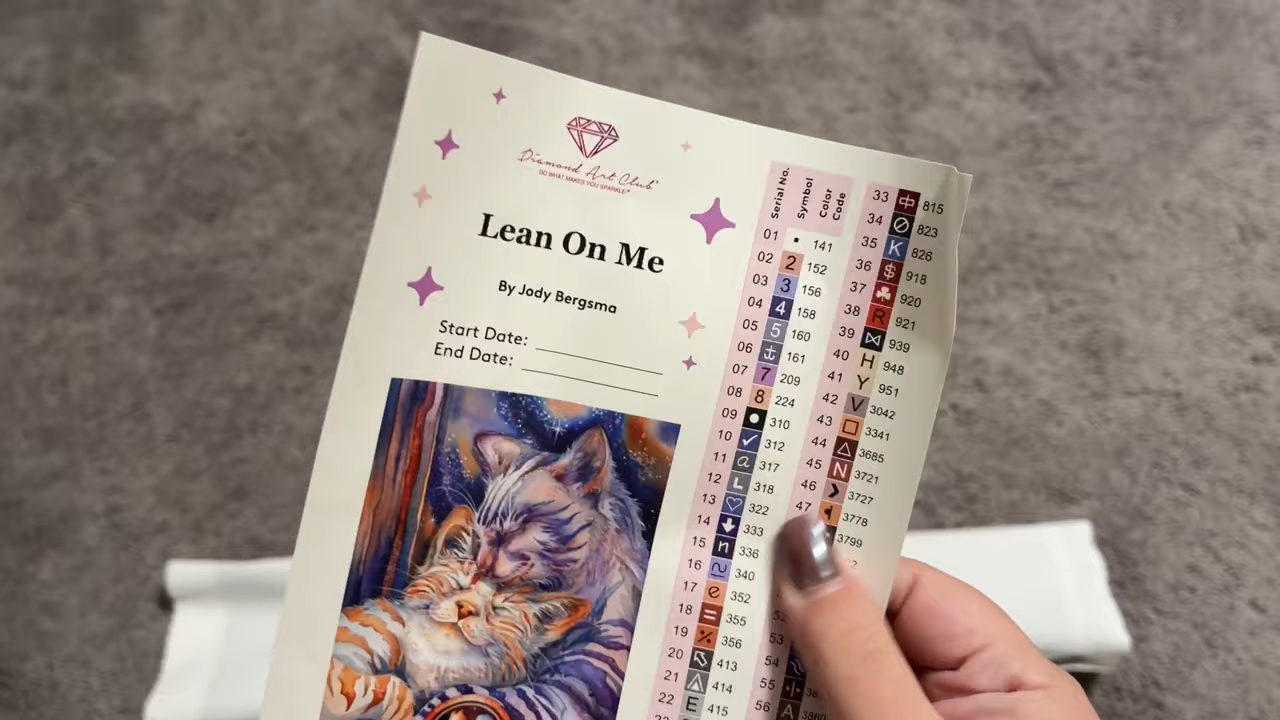 Diamond Art Club®
DO WHAT MAKES YOU SPARKLE®
Lean On Me
By Jody Bergsma
Start Date:
End Date:
Serial No. Symbol Color Code
01 • 141
02 2 152
03 3 156
04 4 158
05 5 160
06 ⚓ 161
07 7 209
08 8 224
09 ● 310
10 ✓ 312
11 a 317
12 L 318
13 ♡ 322
14 ⬇ 333
15 n 336
16 ≃ 340
17 e 352
18 = 355
19 ٪ 356
20 413
21 414
22 E 415
33 中 815
34 ⊘ 823
35 K 826
36 $ 918
37 ♣ 920
38 R 921
39 ⋈ 939
40 H 948
41 Y 951
42 V 3042
43 □ 3341
44 △ 3685
45 N 3721
46 3727
47 3778
3799
53
54
55
56 A 3860